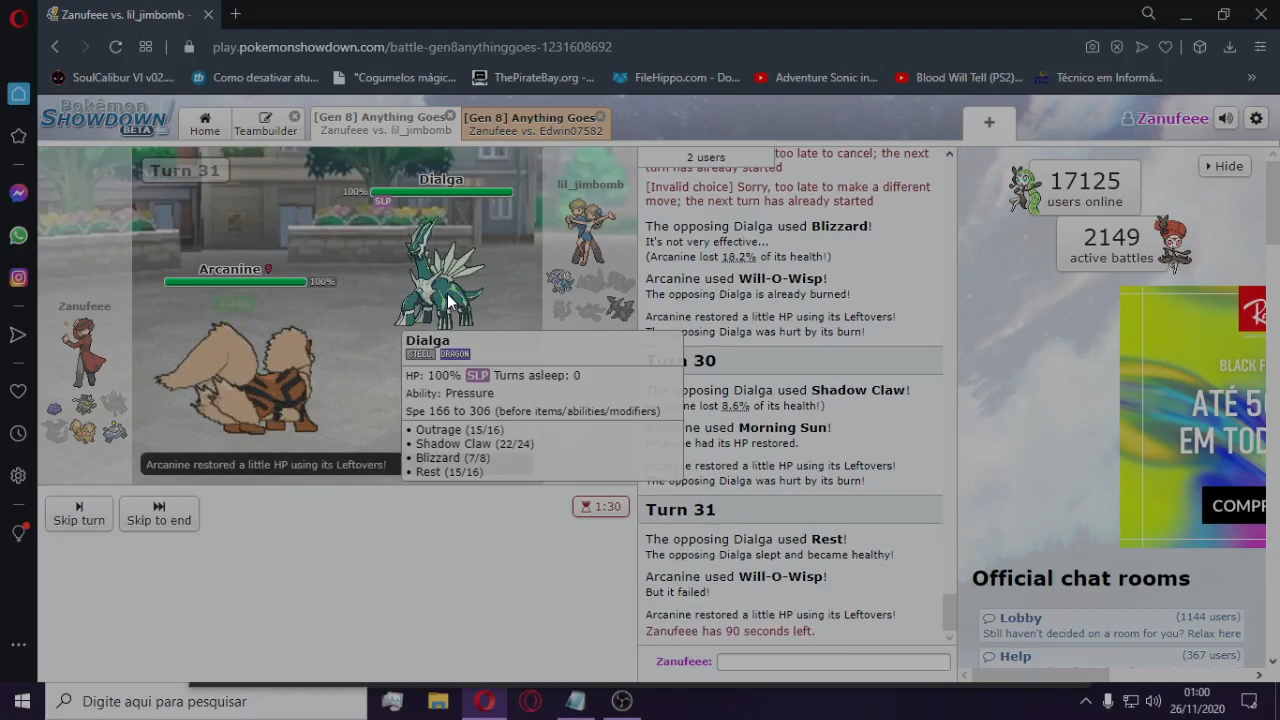 Zanufeee vs. lil_jimbomb -
play.pokemonshowdown.com/battle-gen8anythinggoes-1231608692
SoulCalibur VI v02....
Como desativar atu...
"Cogumelos mágic...
ThePirateBay.org -...
FileHippo.com - Do...
Adventure Sonic in...
Blood Will Tell (PS2)...
Técnico em Informá...
Pokémon
SHOWDOWN
BETA
Home
Teambuilder
[Gen 8] Anything Goes
Zanufeee vs. lil_jimbomb
[Gen 8] Anything Goes
Zanufeee vs. Edwin07582
Zanufeee
Turn 31
Dialga
100%
SLP
lil_jimbomb
Arcanine
100%
Zanufeee
Dialga
STEEL DRAGON
HP: 100% SLP Turns asleep: 0
Ability: Pressure
Spe 166 to 306 (before items/abilities/modifiers)
• Outrage (15/16)
• Shadow Claw (22/24)
• Blizzard (7/8)
• Rest (15/16)
Arcanine restored a little HP using its Leftovers!
Skip turn
Skip to end
1:30
2 users
too late to cancel; the next
turn has already started
[Invalid choice] Sorry, too late to make a different
move; the next turn has already started
The opposing Dialga used Blizzard!
It's not very effective...
(Arcanine lost 18.2% of its health!)
Arcanine used Will-O-Wisp!
The opposing Dialga is already burned!
Arcanine restored a little HP using its Leftovers!
The opposing Dialga was hurt by its burn!
Turn 30
The opposing Dialga used Shadow Claw!
(Arcanine lost 8.6% of its health!)
Arcanine used Morning Sun!
Arcanine had its HP restored.
Arcanine restored a little HP using its Leftovers!
The opposing Dialga was hurt by its burn!
Turn 31
The opposing Dialga used Rest!
The opposing Dialga slept and became healthy!
Arcanine used Will-O-Wisp!
But it failed!
Arcanine restored a little HP using its Leftovers!
Zanufeee has 90 seconds left.
Zanufeee:
Hide
17125
users online
2149
active battles
BLACK F
ATÉ 5
EM TOD
COMPR
Official chat rooms
Lobby
(1144 users)
Still haven't decided on a room for you? Relax here
Help
(367 users)
Digite aqui para pesquisar
01:00
26/11/2020